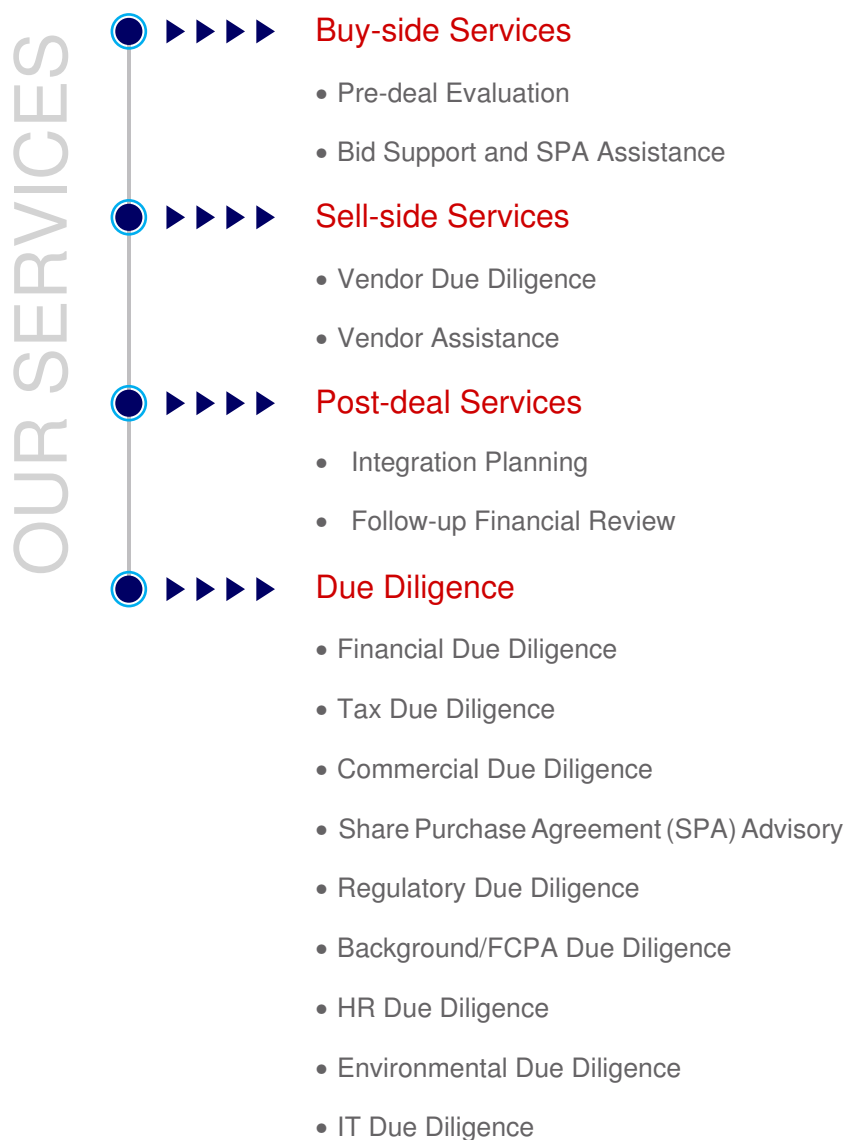 OUR SERVICES
Buy-side Services
• Pre-deal Evaluation
• Bid Support and SPA Assistance
Sell-side Services
• Vendor Due Diligence
• Vendor Assistance
Post-deal Services
• Integration Planning
• Follow-up Financial Review
Due Diligence
• Financial Due Diligence
• Tax Due Diligence
• Commercial Due Diligence
• Share Purchase Agreement (SPA) Advisory
• Regulatory Due Diligence
• Background/FCPA Due Diligence
• HR Due Diligence
• Environmental Due Diligence
• IT Due Diligence